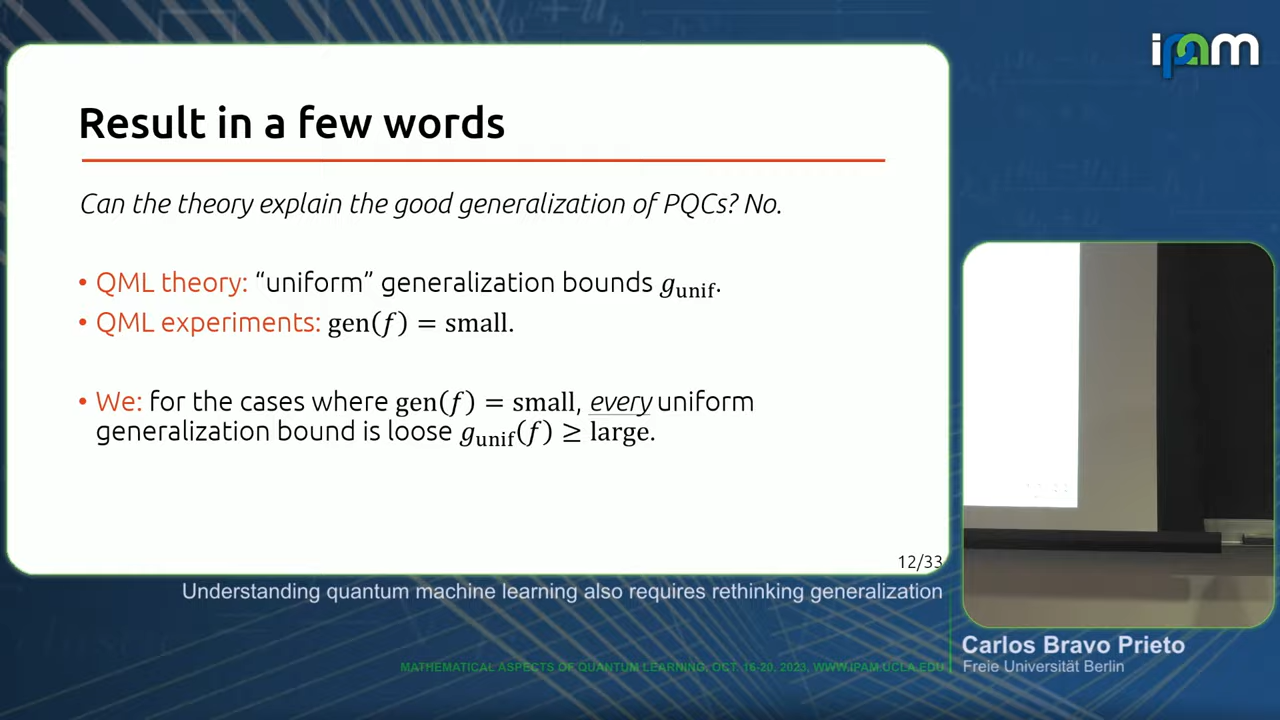 ipam
Result in a few words
Can the theory explain the good generalization of PQCs? No.
• QML theory: “uniform” generalization bounds g_unif.
• QML experiments: gen(f) = small.
• We: for the cases where gen(f) = small, every uniform
generalization bound is loose g_unif(f) ≥ large.
12/33
Understanding quantum machine learning also requires rethinking generalization
Carlos Bravo Prieto
Freie Universität Berlin
MATHEMATICAL ASPECTS OF QUANTUM LEARNING, OCT. 16-20, 2023, WWW.IPAM.UCLA.EDU